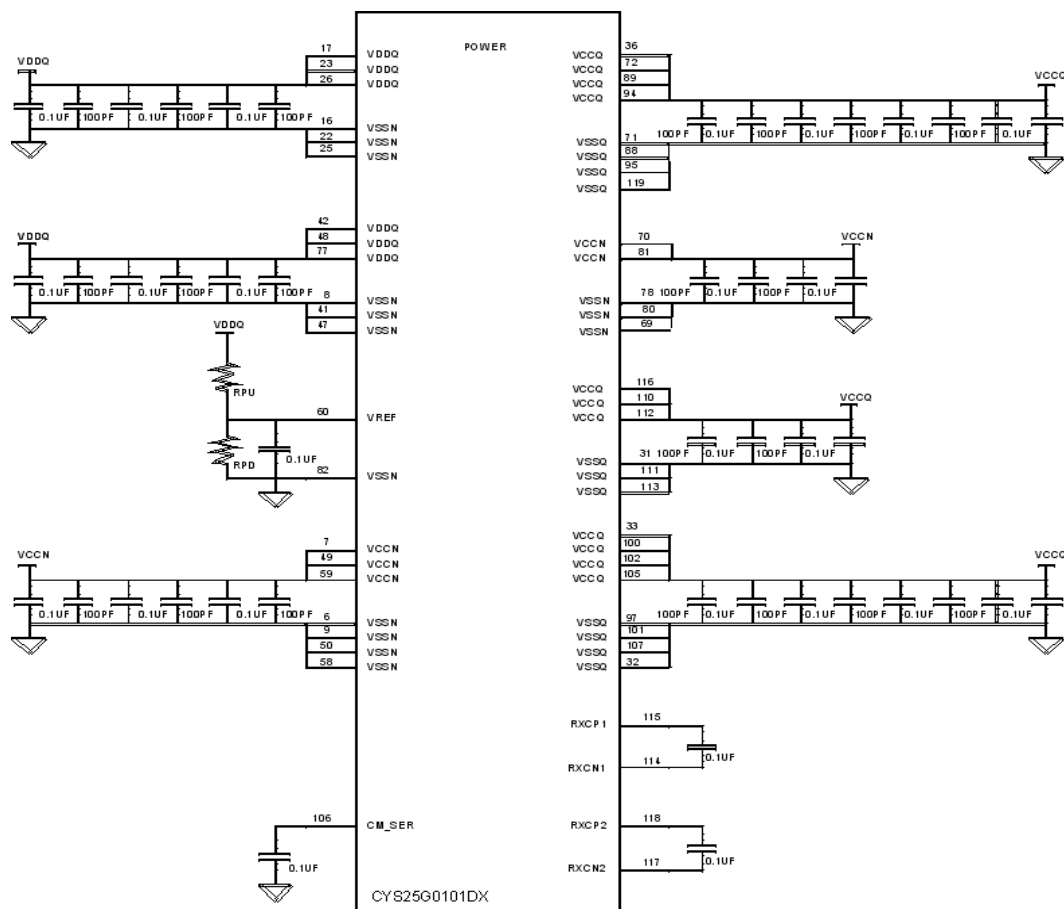 POWER
17 VDDQ
23 VDDQ
26 VDDQ
VDDQ
0.1UF 100PF 0.1UF 100PF 0.1UF 100PF
16 VSSN
22 VSSN
25 VSSN
42 VDDQ
48 VDDQ
77 VDDQ
VDDQ
0.1UF 100PF 0.1UF 100PF 0.1UF 100PF
8 VSSN
41 VSSN
47 VSSN
VDDQ
RPU
60 VREF
RPD
0.1UF
82 VSSN
7 VCCN
49 VCCN
59 VCCN
VCCN
0.1UF 100PF 0.1UF 100PF 0.1UF 100PF
6 VSSN
9 VSSN
50 VSSN
58 VSSN
106 CM_SER
0.1UF
VCCQ 36
VCCQ 72
VCCQ 89
VCCQ 94
VCCQ
100PF 0.1UF 100PF 0.1UF 100PF 0.1UF 100PF 0.1UF
VSSQ 71
VSSQ 88
VSSQ 95
VSSQ 119
VCCN 70
VCCN 81
VCCN
100PF 0.1UF 100PF 0.1UF
VSSN 78
VSSN 80
VSSN 69
VCCQ 116
VCCQ 110
VCCQ 112
VCCQ
100PF 0.1UF 100PF 0.1UF
VSSQ 31
VSSQ 111
VSSQ 113
VCCQ 33
VCCQ 100
VCCQ 102
VCCQ 105
VCCQ
100PF 0.1UF 100PF 0.1UF 100PF 0.1UF 100PF 0.1UF
VSSQ 97
VSSQ 101
VSSQ 107
VSSQ 32
RXCP1 115
0.1UF
RXCN1 114
RXCP2 118
0.1UF
RXCN2 117
CYS25G0101DX